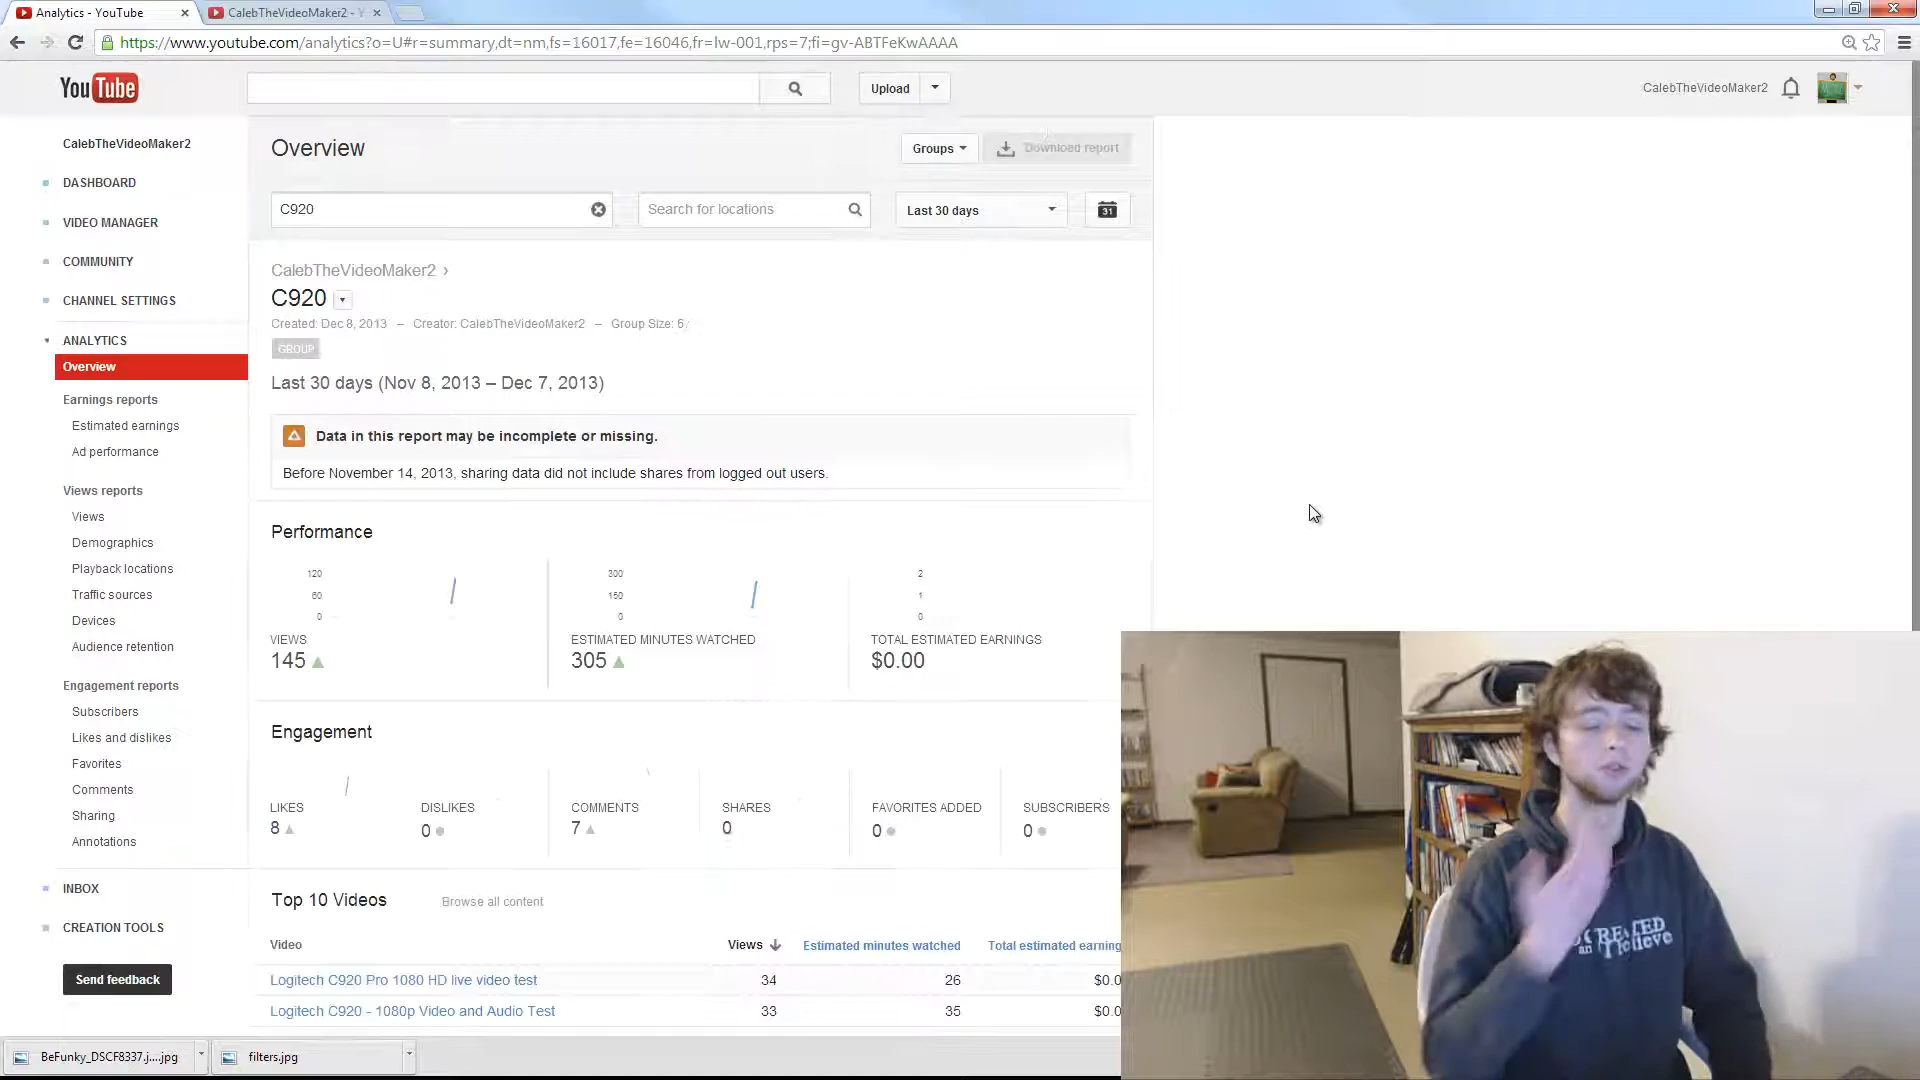 Analytics - YouTube
CalebTheVideoMaker2 - Y
https://www.youtube.com/analytics?o=U#r=summary,dt=nm,fs=16017,fe=16046,fr=lw-001,rps=7;fi=gv-ABTFeKwAAAA
YouTube
Upload
CalebTheVideoMaker2
CalebTheVideoMaker2
DASHBOARD
VIDEO MANAGER
COMMUNITY
CHANNEL SETTINGS
ANALYTICS
Overview
Earnings reports
Estimated earnings
Ad performance
Views reports
Views
Demographics
Playback locations
Traffic sources
Devices
Audience retention
Engagement reports
Subscribers
Likes and dislikes
Favorites
Comments
Sharing
Annotations
INBOX
CREATION TOOLS
Send feedback
Overview
Groups
Download report
C920
Search for locations
Last 30 days
31
CalebTheVideoMaker2 ›
C920
Created: Dec 8, 2013 – Creator: CalebTheVideoMaker2 – Group Size: 6
GROUP
Last 30 days (Nov 8, 2013 – Dec 7, 2013)
Data in this report may be incomplete or missing.
Before November 14, 2013, sharing data did not include shares from logged out users.
Performance
120
60
0
VIEWS
145
300
150
0
ESTIMATED MINUTES WATCHED
305
2
1
0
TOTAL ESTIMATED EARNINGS
$0.00
Engagement
LIKES
8
DISLIKES
0
COMMENTS
7
SHARES
0
FAVORITES ADDED
0
SUBSCRIBERS
0
Top 10 Videos
Browse all content
Video Views Estimated minutes watched Total estimated earning
Logitech C920 Pro 1080 HD live video test 34 26 $0.0
Logitech C920 - 1080p Video and Audio Test 33 35 $0.0
BeFunky_DSCF8337.j....jpg
filters.jpg